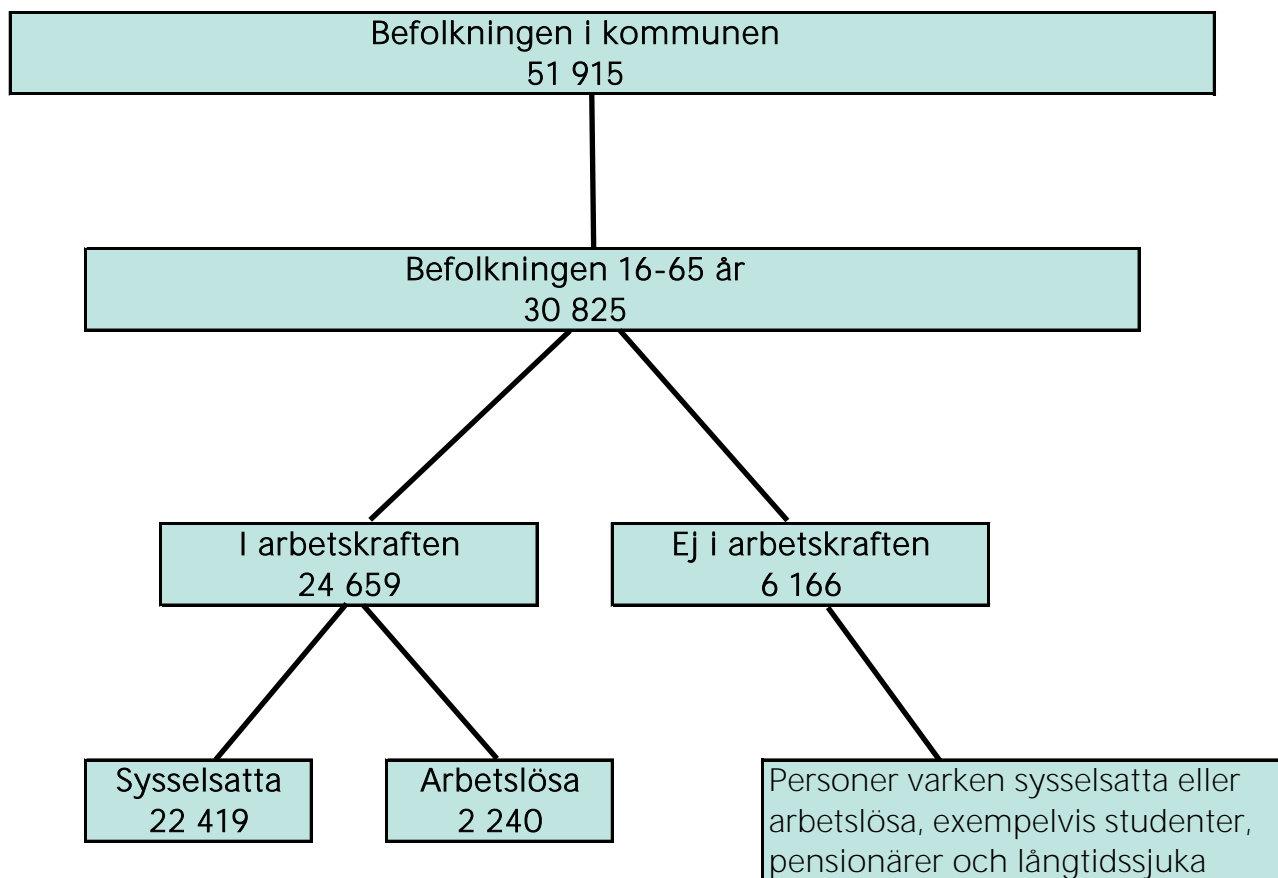 Befolkningen i kommunen
51 915
Befolkningen 16-65 år
30 825
I arbetskraften
24 659
Ej i arbetskraften
6 166
Sysselsatta
22 419
Arbetslösa
2 240
Personer varken sysselsatta eller
arbetslösa, exempelvis studenter,
pensionärer och långtidssjuka